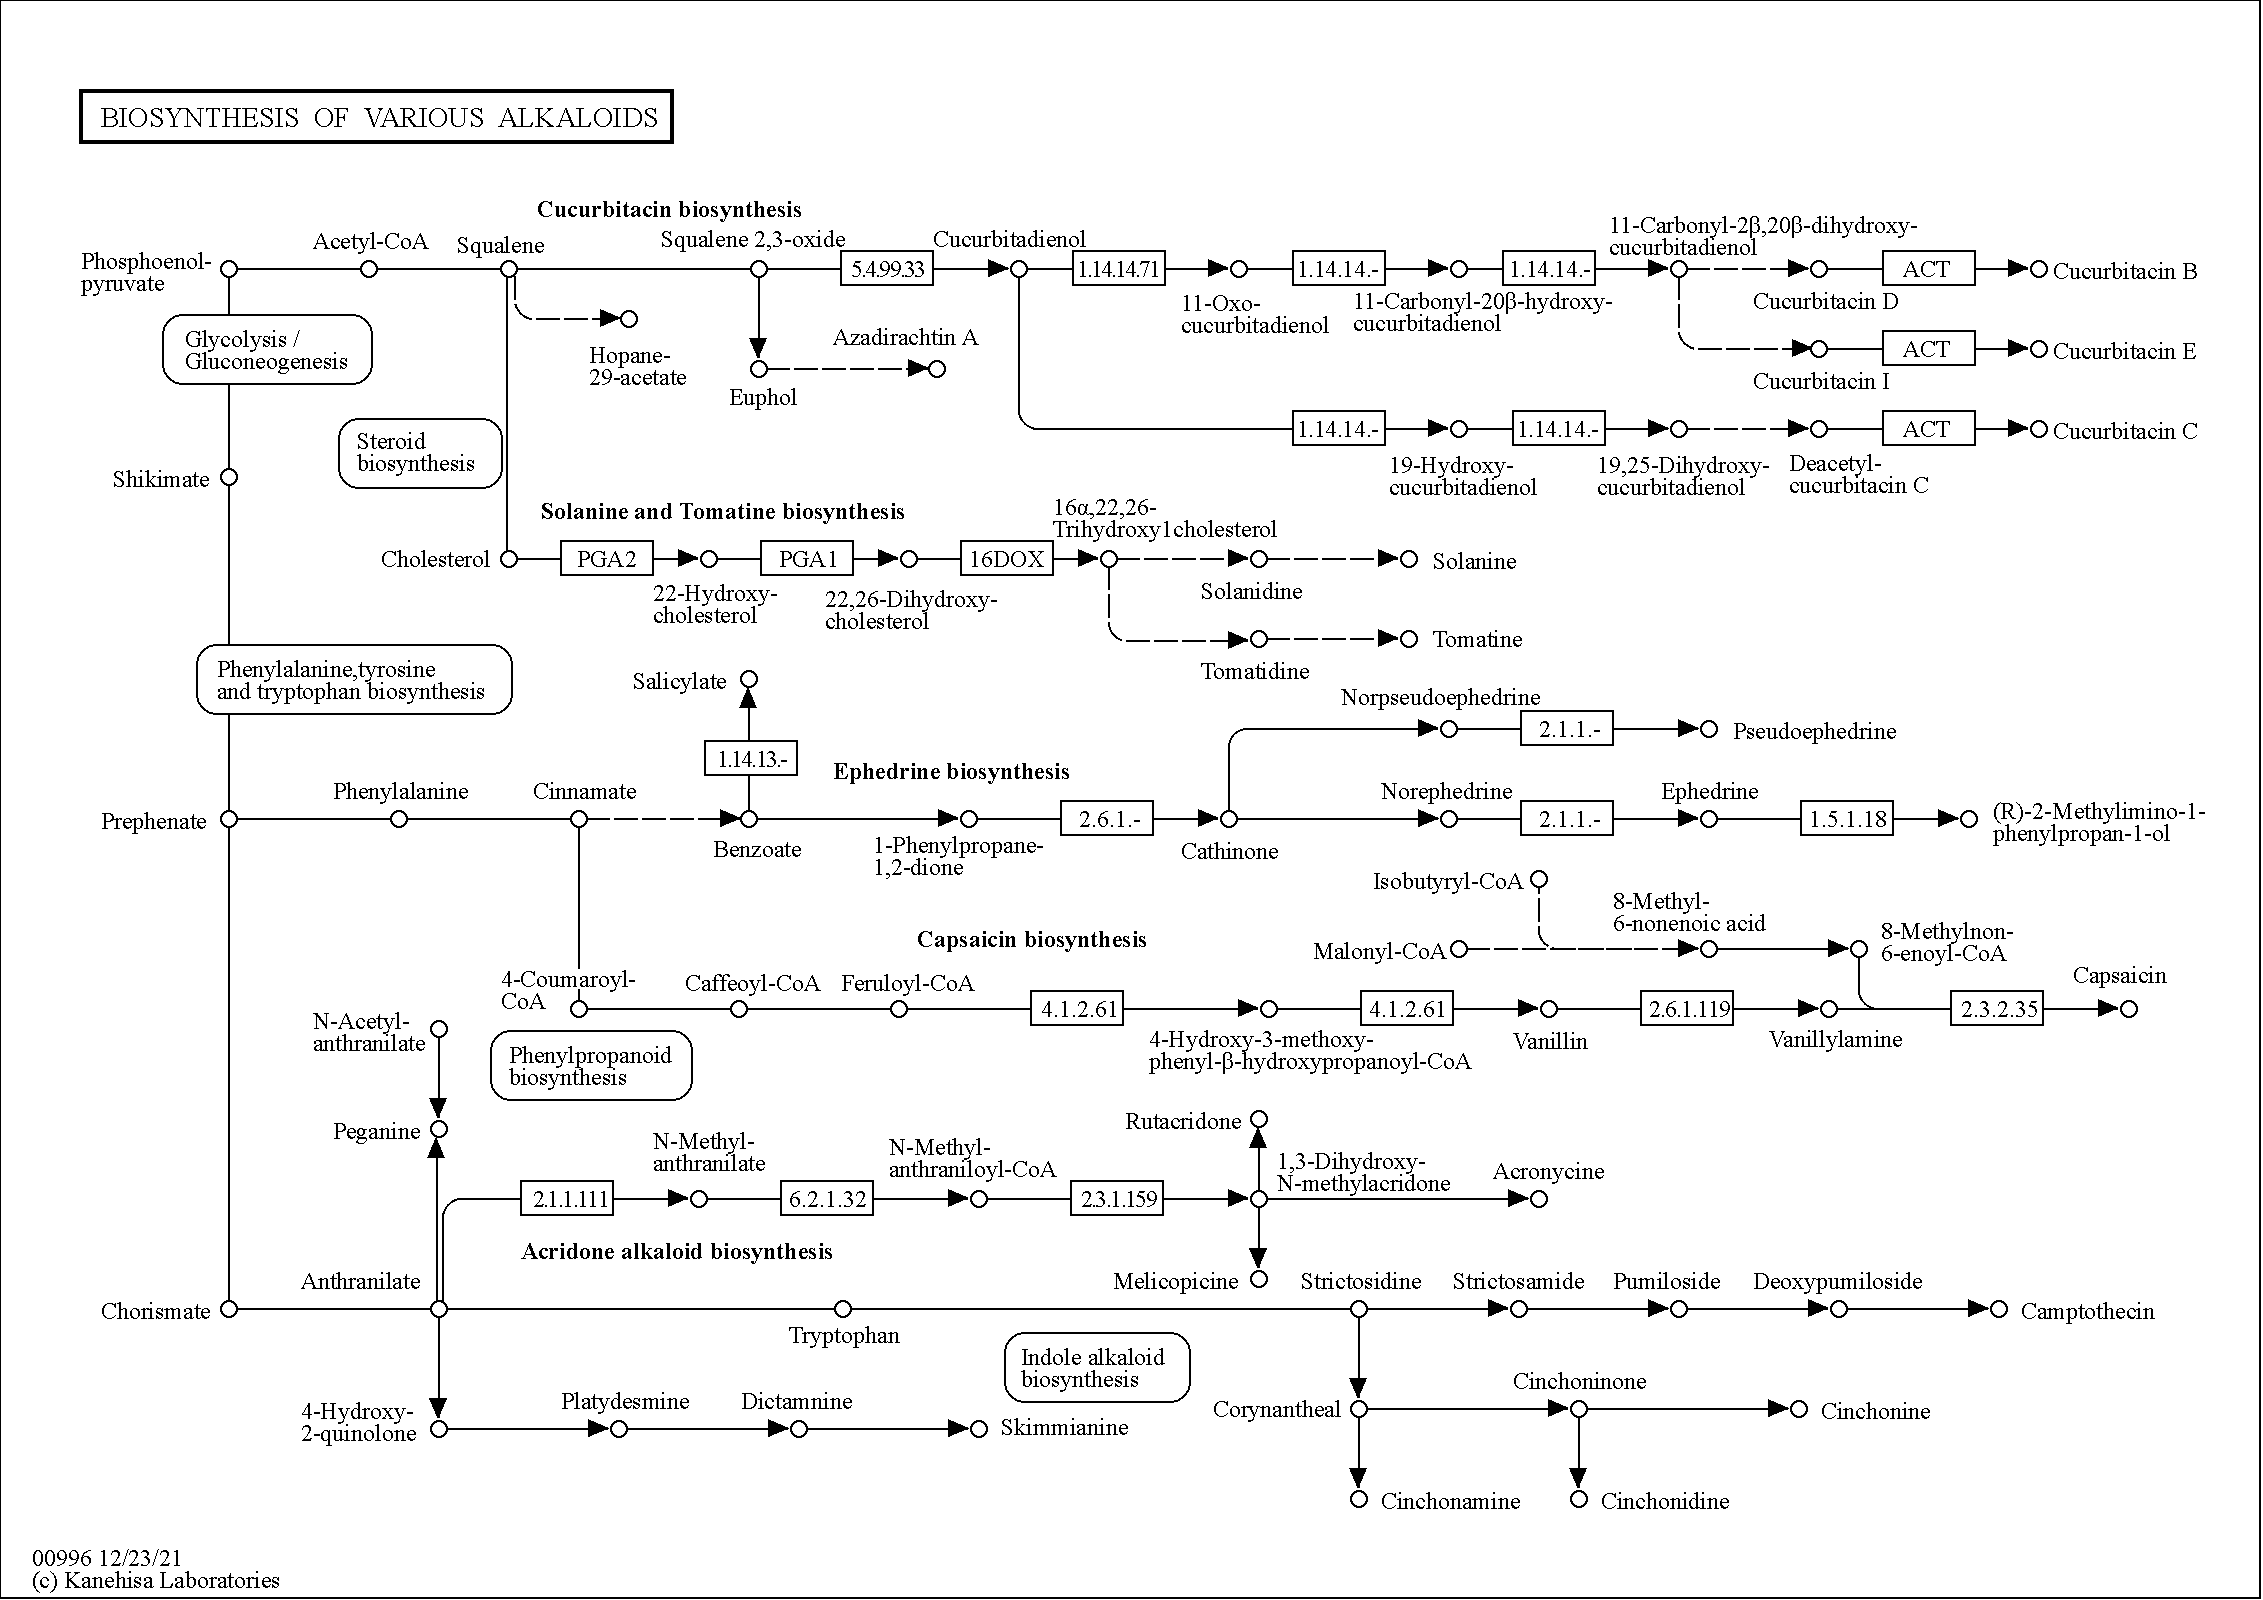 BIOSYNTHESIS OF VARIOUS ALKALOIDS
Cucurbitacin biosynthesis
Phosphoenol-
pyruvate
Acetyl-CoA
Squalene
Squalene 2,3-oxide
5.4.99.33
Cucurbitadienol
1.14.14.71
11-Oxo-
cucurbitadienol
1.14.14.-
11-Carbonyl-20β-hydroxy-
cucurbitadienol
1.14.14.-
11-Carbonyl-2β,20β-dihydroxy-
cucurbitadienol
Cucurbitacin D
ACT
Cucurbitacin B
Glycolysis /
Gluconeogenesis
Hopane-
29-acetate
Azadirachtin A
Euphol
Cucurbitacin I
ACT
Cucurbitacin E
Steroid
biosynthesis
1.14.14.-
19-Hydroxy-
cucurbitadienol
1.14.14.-
19,25-Dihydroxy-
cucurbitadienol
Deacetyl-
cucurbitacin C
ACT
Cucurbitacin C
Shikimate
Solanine and Tomatine biosynthesis
Cholesterol
PGA2
22-Hydroxy-
cholesterol
PGA1
22,26-Dihydroxy-
cholesterol
16DOX
16α,22,26-
Trihydroxy1cholesterol
Solanidine
Solanine
Tomatidine
Tomatine
Phenylalanine,tyrosine
and tryptophan biosynthesis
Salicylate
1.14.13.-
Ephedrine biosynthesis
Norpseudoephedrine
2.1.1.-
Pseudoephedrine
Prephenate
Phenylalanine
Cinnamate
Benzoate
1-Phenylpropane-
1,2-dione
2.6.1.-
Cathinone
Norephedrine
2.1.1.-
Ephedrine
1.5.1.18
(R)-2-Methylimino-1-
phenylpropan-1-ol
Isobutyryl-CoA
Capsaicin biosynthesis
Malonyl-CoA
8-Methyl-
6-nonenoic acid
8-Methylnon-
6-enoyl-CoA
4-Coumaroyl-
CoA
Caffeoyl-CoA
Feruloyl-CoA
4.1.2.61
4-Hydroxy-3-methoxy-
phenyl-β-hydroxypropanoyl-CoA
4.1.2.61
Vanillin
2.6.1.119
Vanillylamine
2.3.2.35
Capsaicin
N-Acetyl-
anthranilate
Phenylpropanoid
biosynthesis
Peganine
2.1.1.111
N-Methyl-
anthranilate
6.2.1.32
N-Methyl-
anthraniloyl-CoA
2.3.1.159
Rutacridone
1,3-Dihydroxy-
N-methylacridone
Acronycine
Acridone alkaloid biosynthesis
Melicopicine
Chorismate
Anthranilate
Tryptophan
Strictosidine
Strictosamide
Pumiloside
Deoxypumiloside
Camptothecin
Indole alkaloid
biosynthesis
4-Hydroxy-
2-quinolone
Platydesmine
Dictamnine
Skimmianine
Corynantheal
Cinchoninone
Cinchonine
Cinchonamine
Cinchonidine
00996 12/23/21
(c) Kanehisa Laboratories